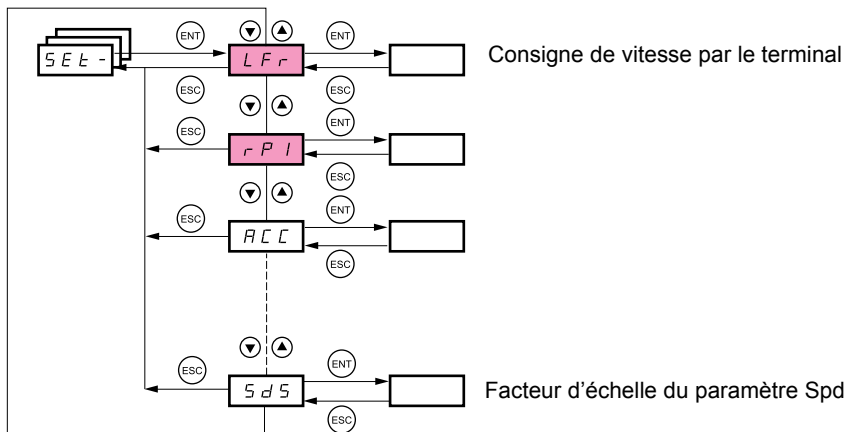 ENT ENT
SEt- LFr Consigne de vitesse par le terminal
ESC ESC
ESC ENT
rPI
ESC
ESC ENT
ACC
ESC
ESC ENT
SdS Facteur d'échelle du paramètre Spd
ESC